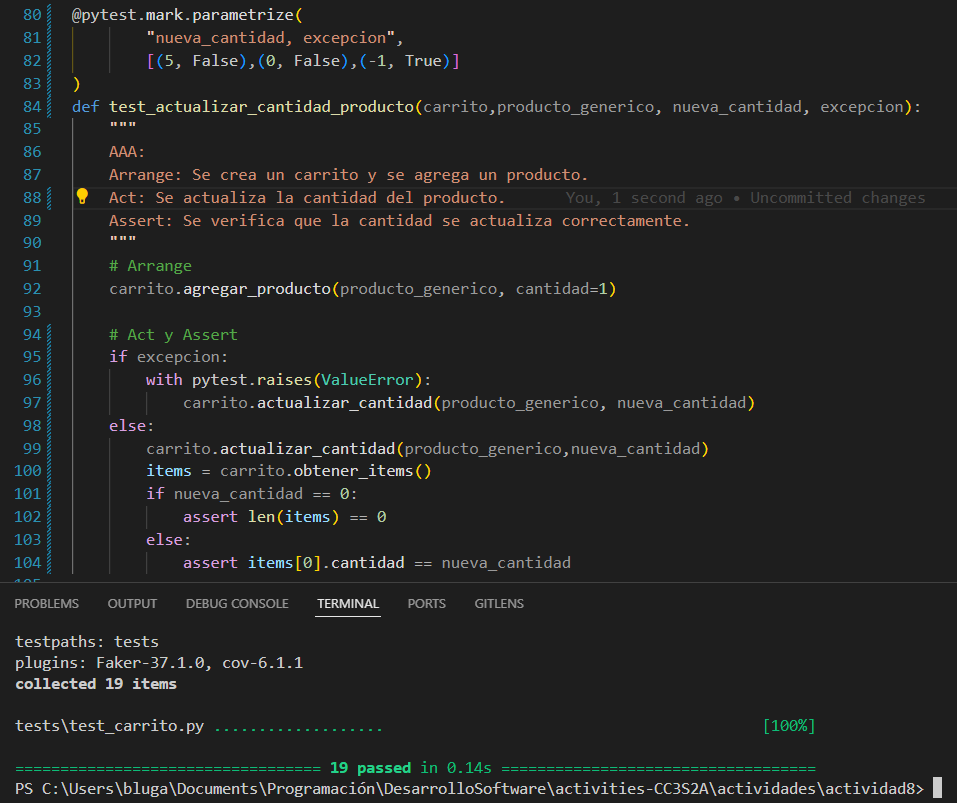 80 @pytest.mark.parametrize(
81 "nueva_cantidad, excepcion",
82 [(5, False),(0, False),(-1, True)]
83 )
84 def test_actualizar_cantidad_producto(carrito,producto_generico, nueva_cantidad, excepcion):
85 """
86 AAA:
87 Arrange: Se crea un carrito y se agrega un producto.
88 Act: Se actualiza la cantidad del producto. You, 1 second ago • Uncommitted changes
89 Assert: Se verifica que la cantidad se actualiza correctamente.
90 """
91 # Arrange
92 carrito.agregar_producto(producto_generico, cantidad=1)
93
94 # Act y Assert
95 if excepcion:
96 with pytest.raises(ValueError):
97 carrito.actualizar_cantidad(producto_generico, nueva_cantidad)
98 else:
99 carrito.actualizar_cantidad(producto_generico,nueva_cantidad)
100 items = carrito.obtener_items()
101 if nueva_cantidad == 0:
102 assert len(items) == 0
103 else:
104 assert items[0].cantidad == nueva_cantidad
PROBLEMS OUTPUT DEBUG CONSOLE TERMINAL PORTS GITLENS
testpaths: tests
plugins: Faker-37.1.0, cov-6.1.1
collected 19 items
tests\test_carrito.py ................... [100%]
================================== 19 passed in 0.14s ===================================
PS C:\Users\bluga\Documents\Programación\DesarrolloSoftware\activities-CC3S2A\actividades\actividad8>